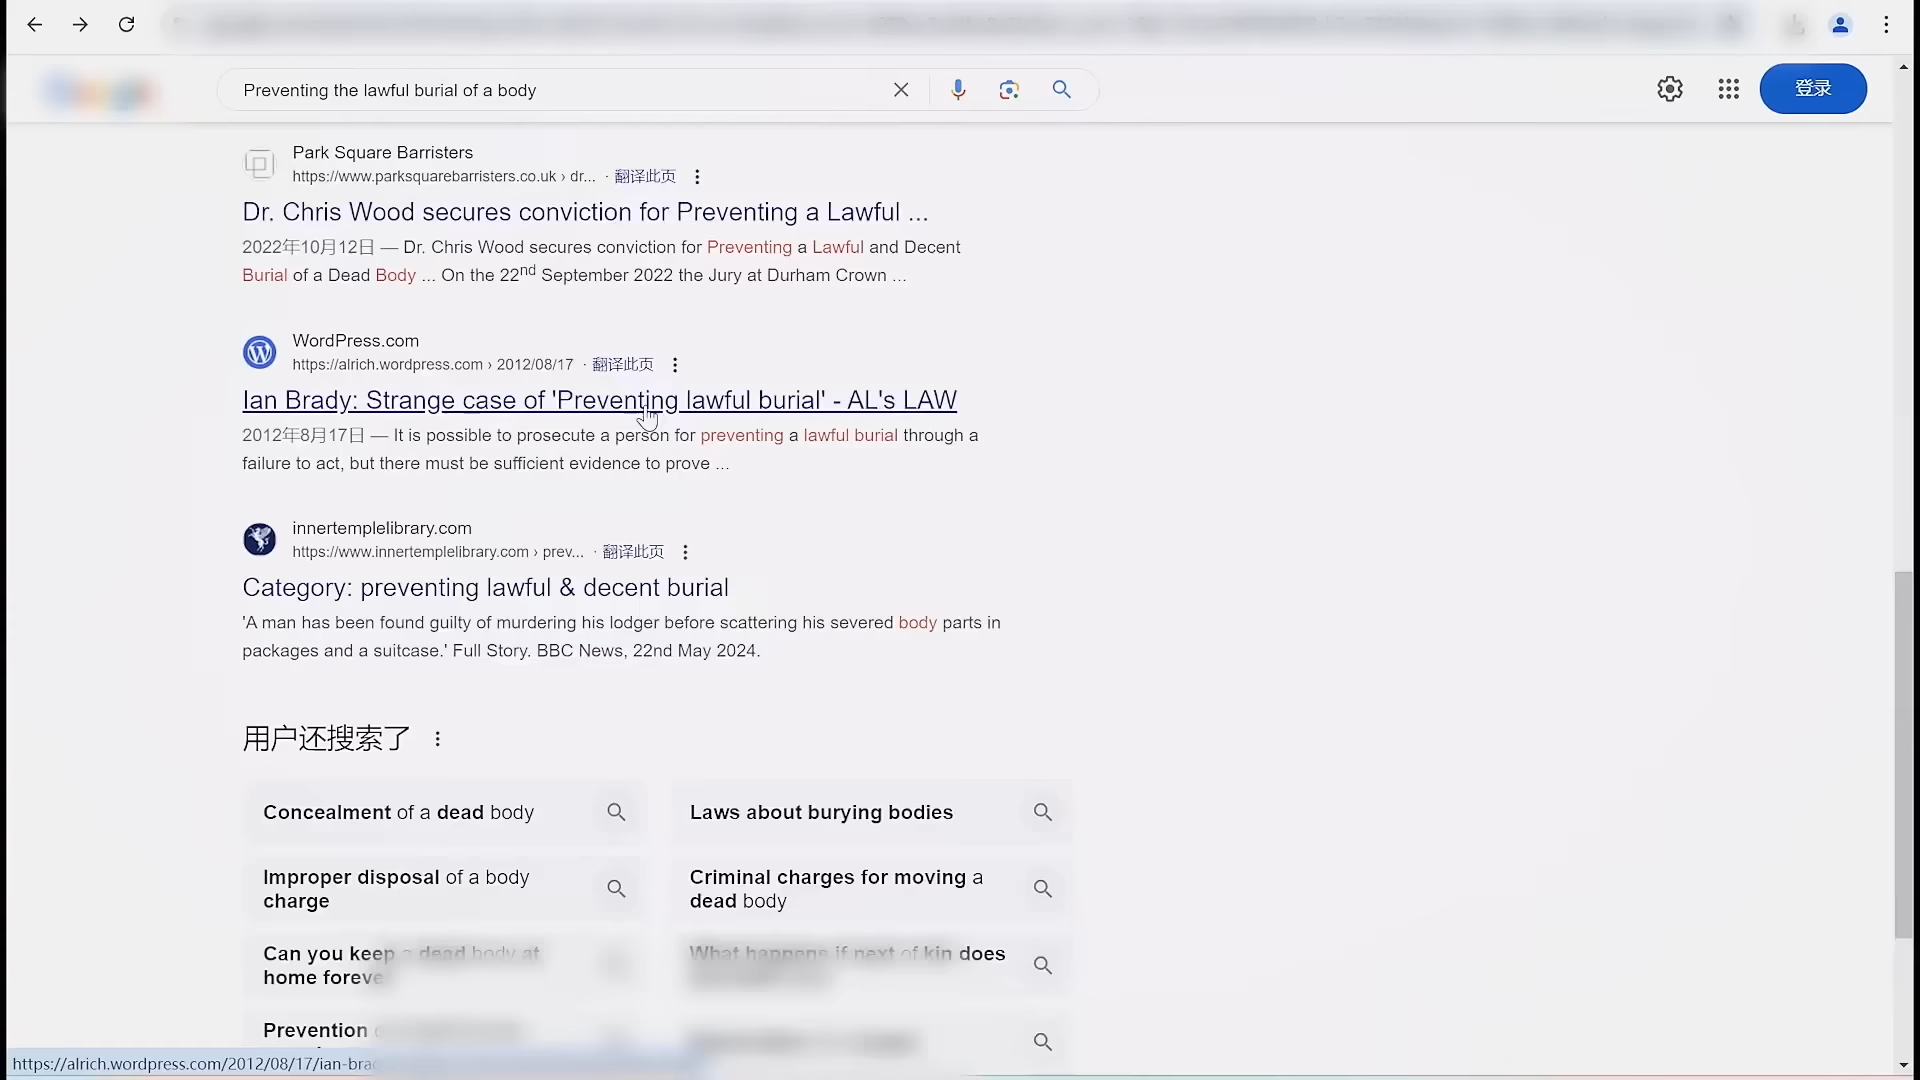 Preventing the lawful burial of a body
登录
Park Square Barristers
https://www.parksquarebarristers.co.uk › dr... · 翻译此页
Dr. Chris Wood secures conviction for Preventing a Lawful ...
2022年10月12日 — Dr. Chris Wood secures conviction for Preventing a Lawful and Decent
Burial of a Dead Body ... On the 22nd September 2022 the Jury at Durham Crown ...
WordPress.com
https://alrich.wordpress.com › 2012/08/17 · 翻译此页
Ian Brady: Strange case of 'Preventing lawful burial' - AL's LAW
2012年8月17日 — It is possible to prosecute a person for preventing a lawful burial through a
failure to act, but there must be sufficient evidence to prove ...
innertemplelibrary.com
https://www.innertemplelibrary.com › prev... · 翻译此页
Category: preventing lawful & decent burial
'A man has been found guilty of murdering his lodger before scattering his severed body parts in
packages and a suitcase.' Full Story. BBC News, 22nd May 2024.
用户还搜索了
Concealment of a dead body
Laws about burying bodies
Improper disposal of a body
charge
Criminal charges for moving a
dead body
Can you keep a dead body at
home forever
What happens if next of kin does
Prevention
https://alrich.wordpress.com/2012/08/17/ian-brad